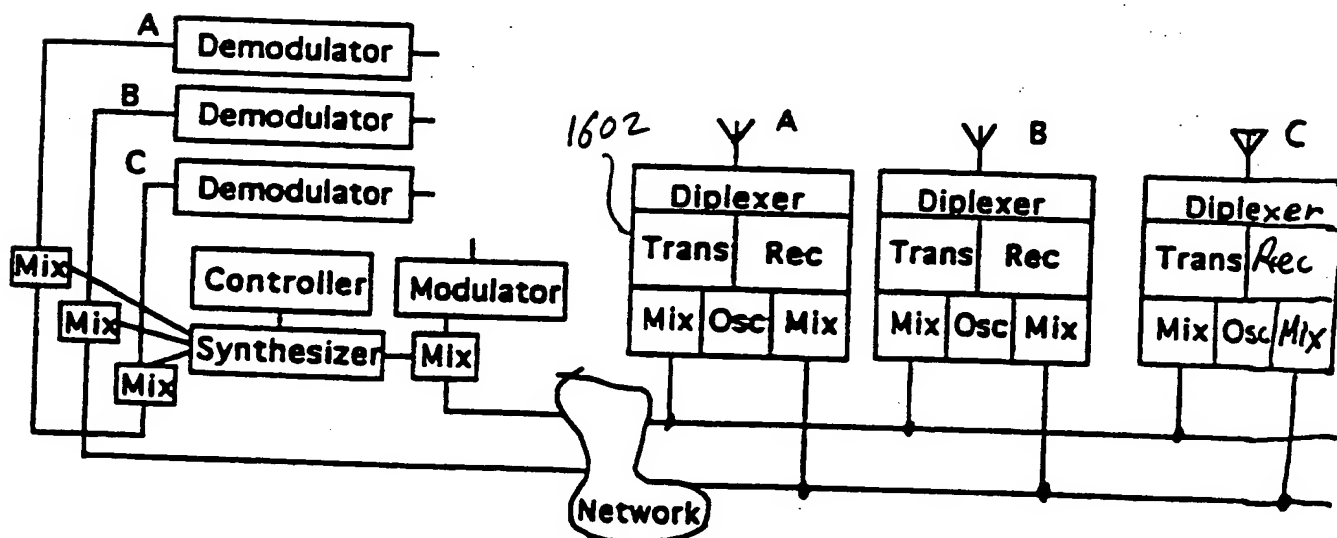 A
Demodulator
B
Demodulator
C
Demodulator
Mix
Mix
Mix
Controller
Synthesizer
Modulator
Mix
Network
1602
A
Diplexer
Trans Rec
Mix Osc Mix
B
Diplexer
Trans Rec
Mix Osc Mix
C
Diplexer
Trans Rec
Mix Osc Mix